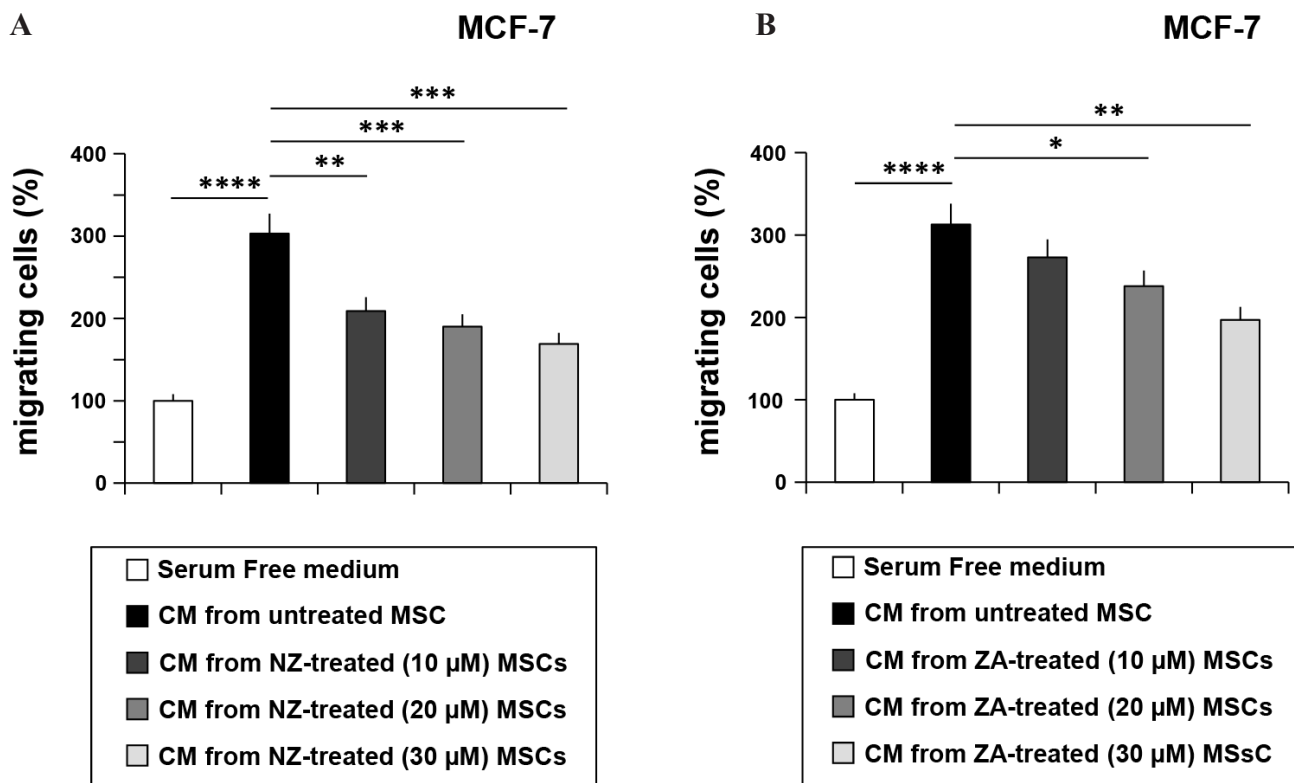 A
MCF-7
***
***
**
****
400
300
200
100
0
migrating cells (%)
Serum Free medium
CM from untreated MSC
CM from NZ-treated (10 µM) MSCs
CM from NZ-treated (20 µM) MSCs
CM from NZ-treated (30 µM) MSCs
B
MCF-7
**
*
****
400
300
200
100
0
migrating cells (%)
Serum Free medium
CM from untreated MSC
CM from ZA-treated (10 µM) MSCs
CM from ZA-treated (20 µM) MSCs
CM from ZA-treated (30 µM) MSsC